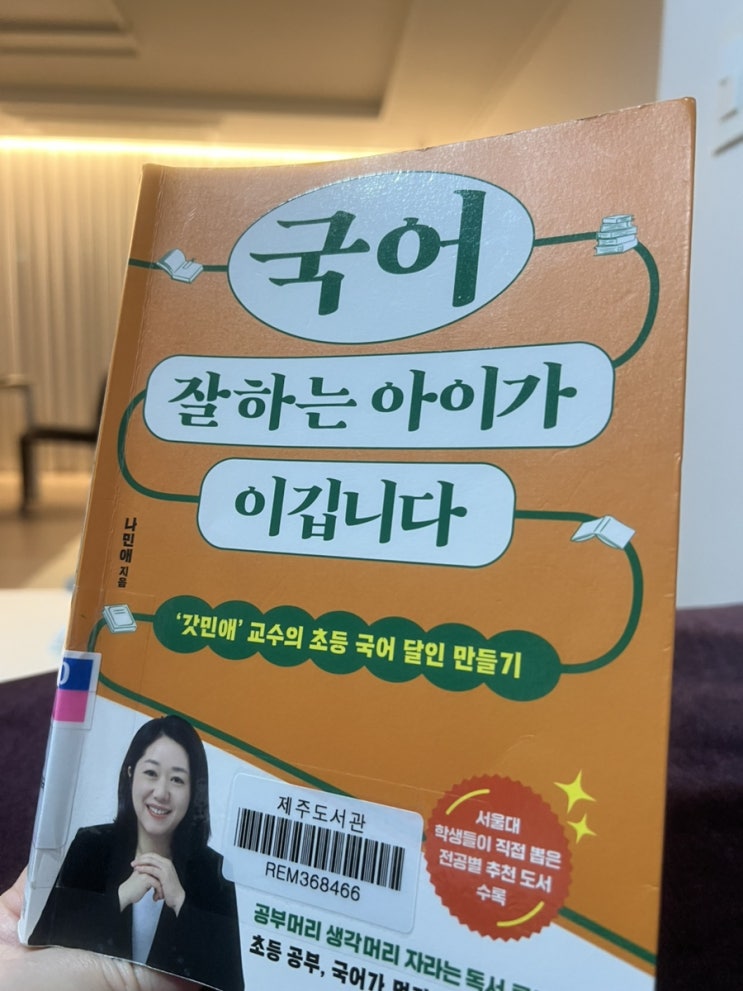 국어
잘하는 아이가
이깁니다
나민애 지음
'갓민애' 교수의 초등 국어 달인 만들기
서울대
학생들이 직접 뽑은
전공별 추천 도서
수록
제주도서관
REM368466
공부머리 생각머리 자라는 독서
초등 공부, 국어가